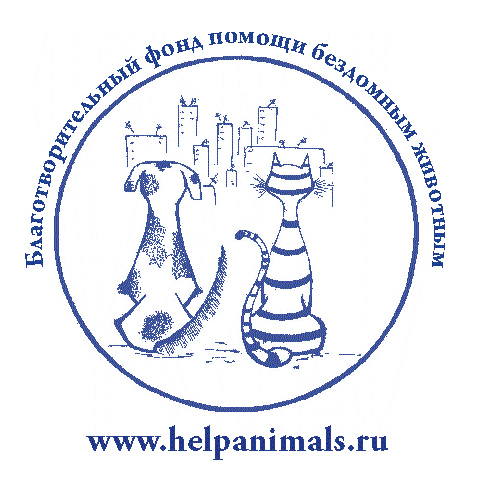 Благотворительный фонд помощи бездомным животным
www.helpanimals.ru